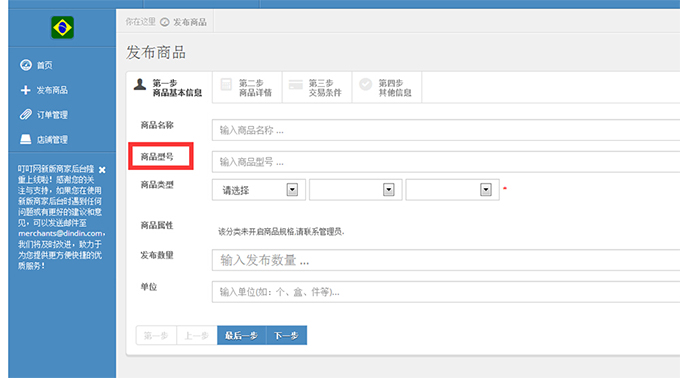 你在这里 发布商品
首页
发布商品
订单管理
店铺管理
叮叮网新版商家后台隆
重上线啦！感谢您的关
注与支持，如果您在使用
新版商家后台时遇到任何
问题或有更好的建议和意
见，可以发送邮件至
merchants@dindin.com，
我们将及时改进，致力于
为您提供更方便快捷的优
质服务！
发布商品
第一步 第二步 第三步 第四步
商品基本信息 商品详情 交易条件 其他信息
商品名称 输入商品名称 ...
商品型号 输入商品型号 ...
商品类型 请选择 *
商品属性 该分类未开启商品规格,请联系管理员.
发布数里 输入发布数量 ...
单位 输入单位(如：个、盒、件等)...
第一步 上一步 最后一步 下一步